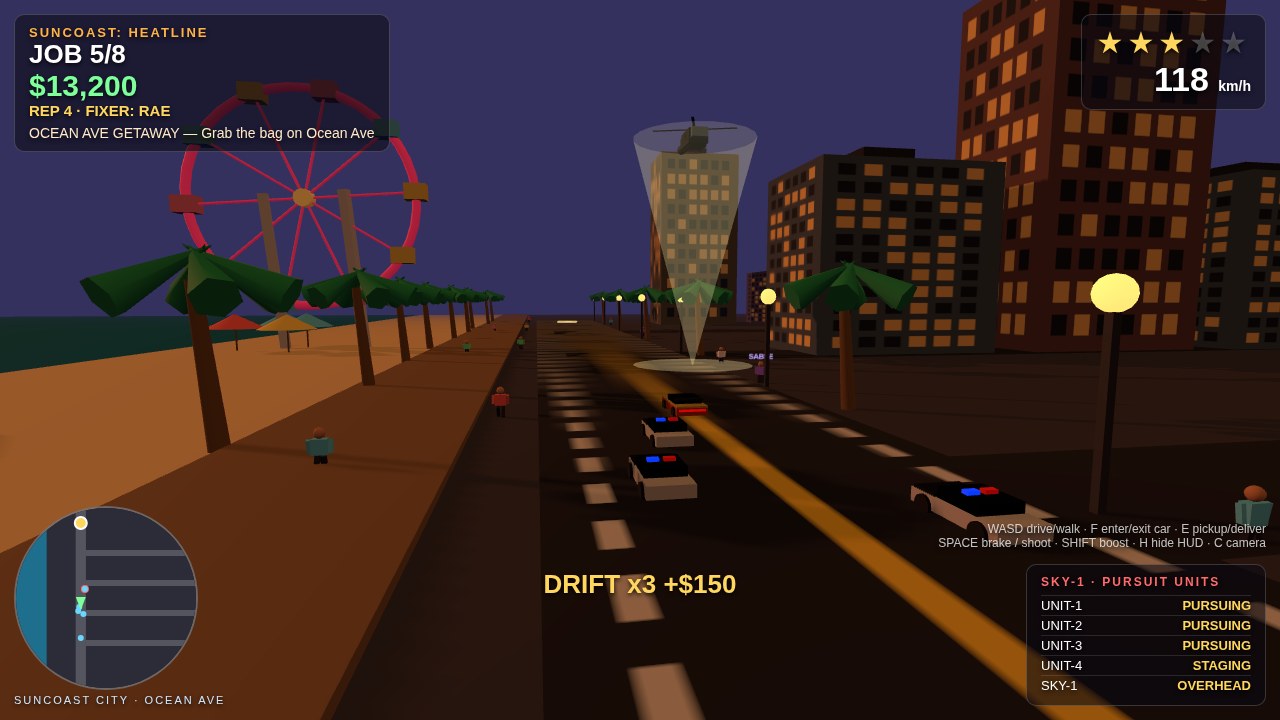 SUNCOAST: HEATLINE
JOB 5/8
$13,200
REP 4 · FIXER: RAE
OCEAN AVE GETAWAY — Grab the bag on Ocean Ave
118 km/h
DRIFT x3 +$150
WASD drive/walk · F enter/exit car · E pickup/deliver
SPACE brake / shoot · SHIFT boost · H hide HUD · C camera
SKY-1 · PURSUIT UNITS
UNIT-1 PURSUING
UNIT-2 PURSUING
UNIT-3 PURSUING
UNIT-4 STAGING
SKY-1 OVERHEAD
SUNCOAST CITY · OCEAN AVE